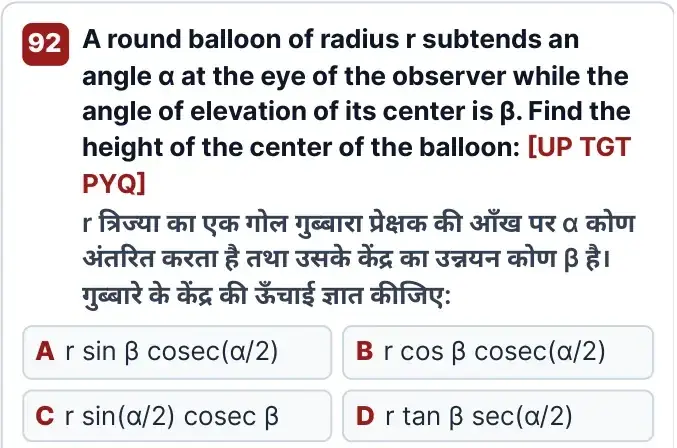 92 A round balloon of radius r subtends an
angle α at the eye of the observer while the
angle of elevation of its center is β. Find the
height of the center of the balloon: [UP TGT
PYQ]
r त्रिज्या का एक गोल गुब्बारा प्रेक्षक की आँख पर α कोण
अंतरित करता है तथा उसके केंद्र का उन्नयन कोण β है।
गुब्बारे के केंद्र की ऊँचाई ज्ञात कीजिए:
A r sin β cosec(α/2)
B r cos β cosec(α/2)
C r sin(α/2) cosec β
D r tan β sec(α/2)